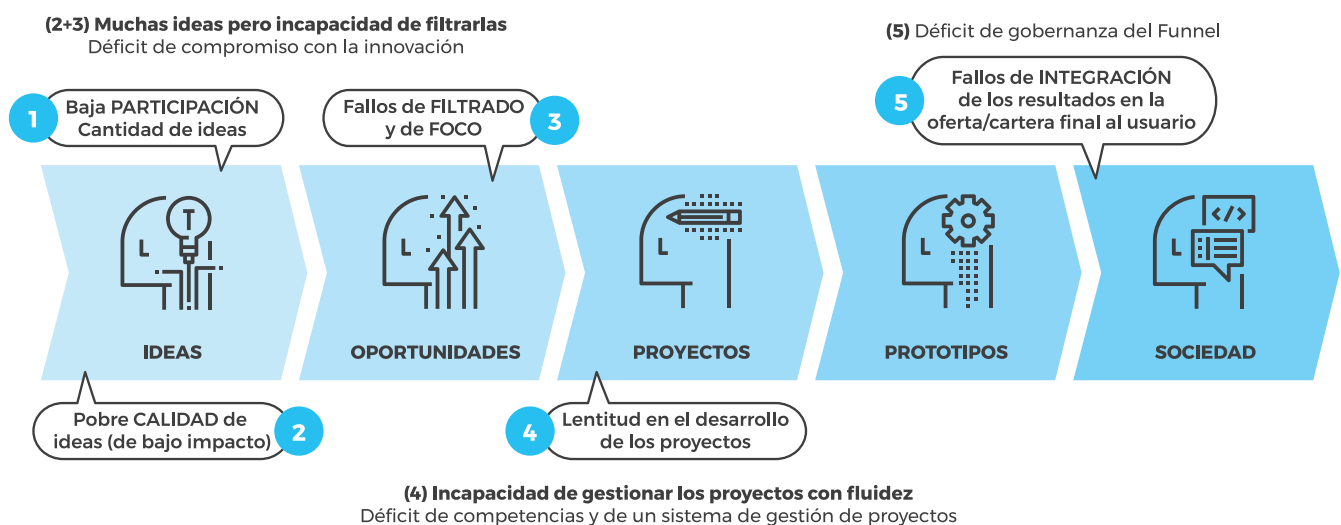 (2+3) Muchas ideas pero incapacidad de filtrarlas
Déficit de compromiso con la innovación
(5) Déficit de gobernanza del Funnel
1
Baja PARTICIPACIÓN
Cantidad de ideas
Fallos de FILTRADO
y de FOCO
3
5
Fallos de INTEGRACIÓN
de los resultados en la
oferta/cartera final al usuario
</>
IDEAS
OPORTUNIDADES
PROYECTOS
PROTOTIPOS
SOCIEDAD
Pobre CALIDAD de
ideas (de bajo impacto)
2
4
Lentitud en el desarrollo
de los proyectos
(4) Incapacidad de gestionar los proyectos con fluidez
Déficit de competencias y de un sistema de gestión de proyectos